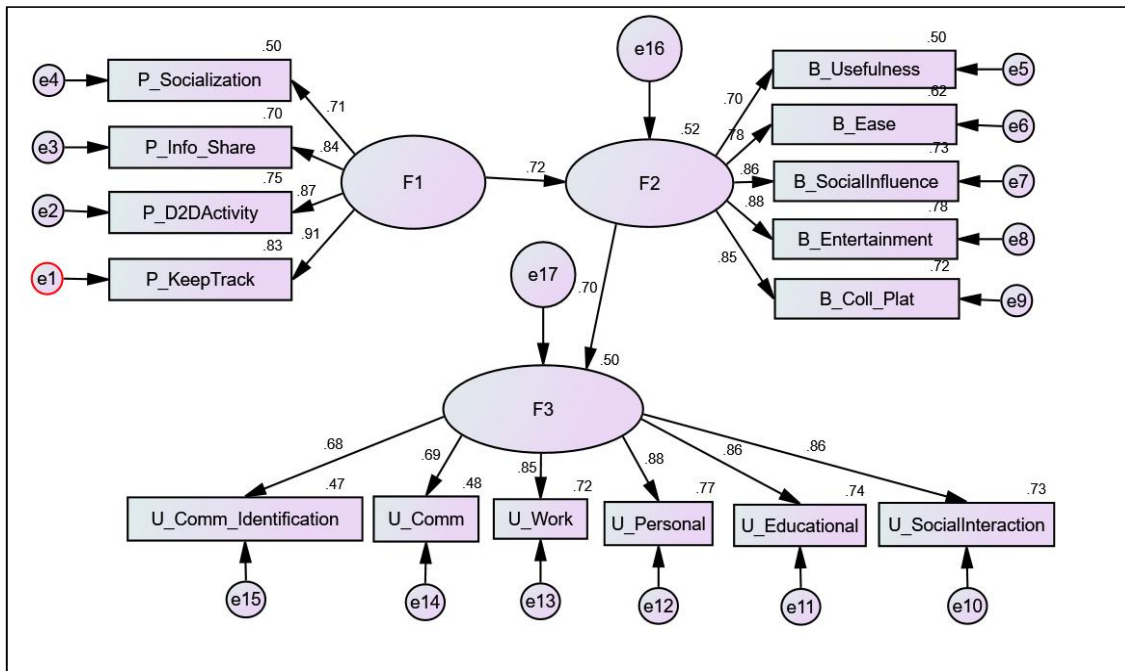 .50
e4
P_Socialization
.71
.70
e3
P_Info_Share
.84
.75
e2
P_D2DActivity
.87
.83
e1
P_KeepTrack
.91
F1
.72
e16
.52
F2
.50
.70
B_Usefulness
e5
.62
.78
B_Ease
e6
.73
.86
B_SocialInfluence
e7
.78
.88
B_Entertainment
e8
.72
.85
B_Coll_Plat
e9
e17
.70
.50
F3
.68
.69
.85
.88
.86
.86
.47
.48
.72
.77
.74
.73
U_Comm_Identification
U_Comm
U_Work
U_Personal
U_Educational
U_SocialInteraction
e15
e14
e13
e12
e11
e10